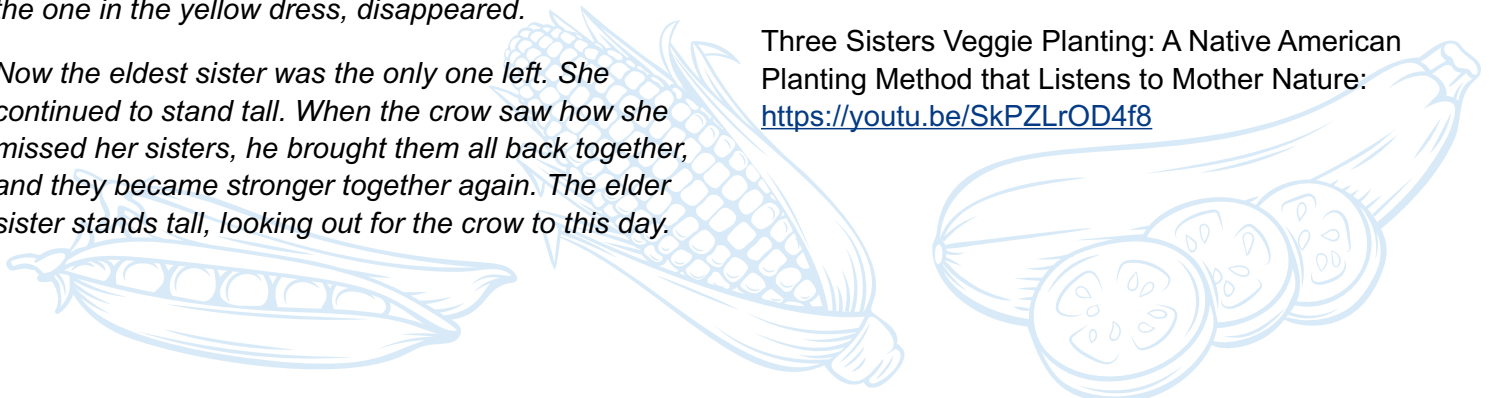 the one in the yellow dress, disappeared.
Now the eldest sister was the only one left. She
continued to stand tall. When the crow saw how she
missed her sisters, he brought them all back together,
and they became stronger together again. The elder
sister stands tall, looking out for the crow to this day.
Three Sisters Veggie Planting: A Native American
Planting Method that Listens to Mother Nature:
https://youtu.be/SkPZLrOD4f8